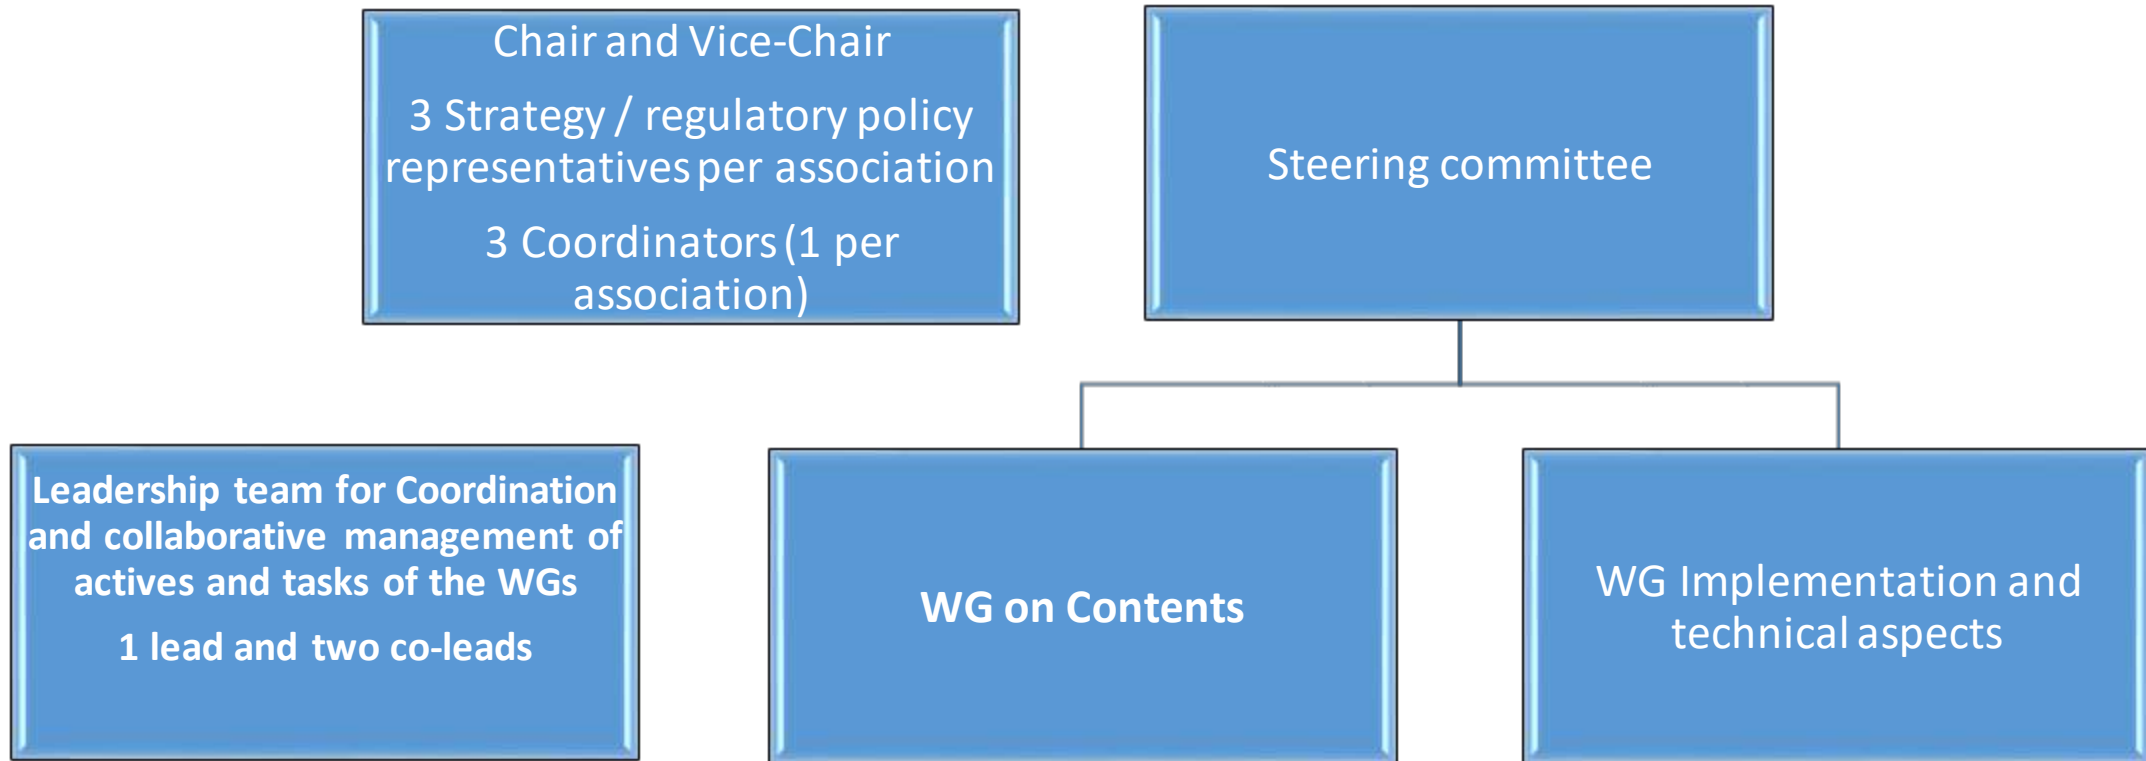 Chair and Vice-Chair
3 Strategy / regulatory policy
representatives per association
3 Coordinators (1 per
association)
Steering committee
Leadership team for Coordination
and collaborative management of
actives and tasks of the WGs
1 lead and two co-leads
WG on Contents
WG Implementation and
technical aspects